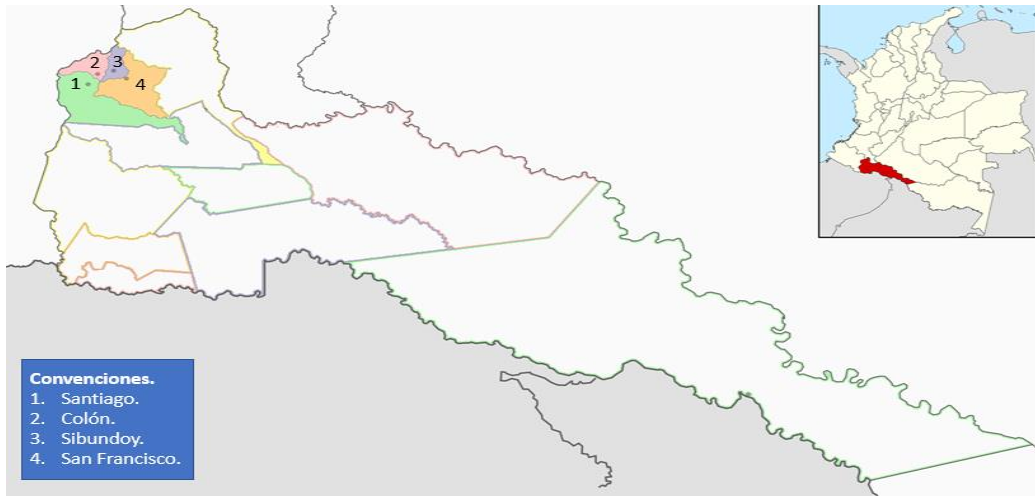 2
3
1
4
Convenciones.
1. Santiago.
2. Colón.
3. Sibundoy.
4. San Francisco.